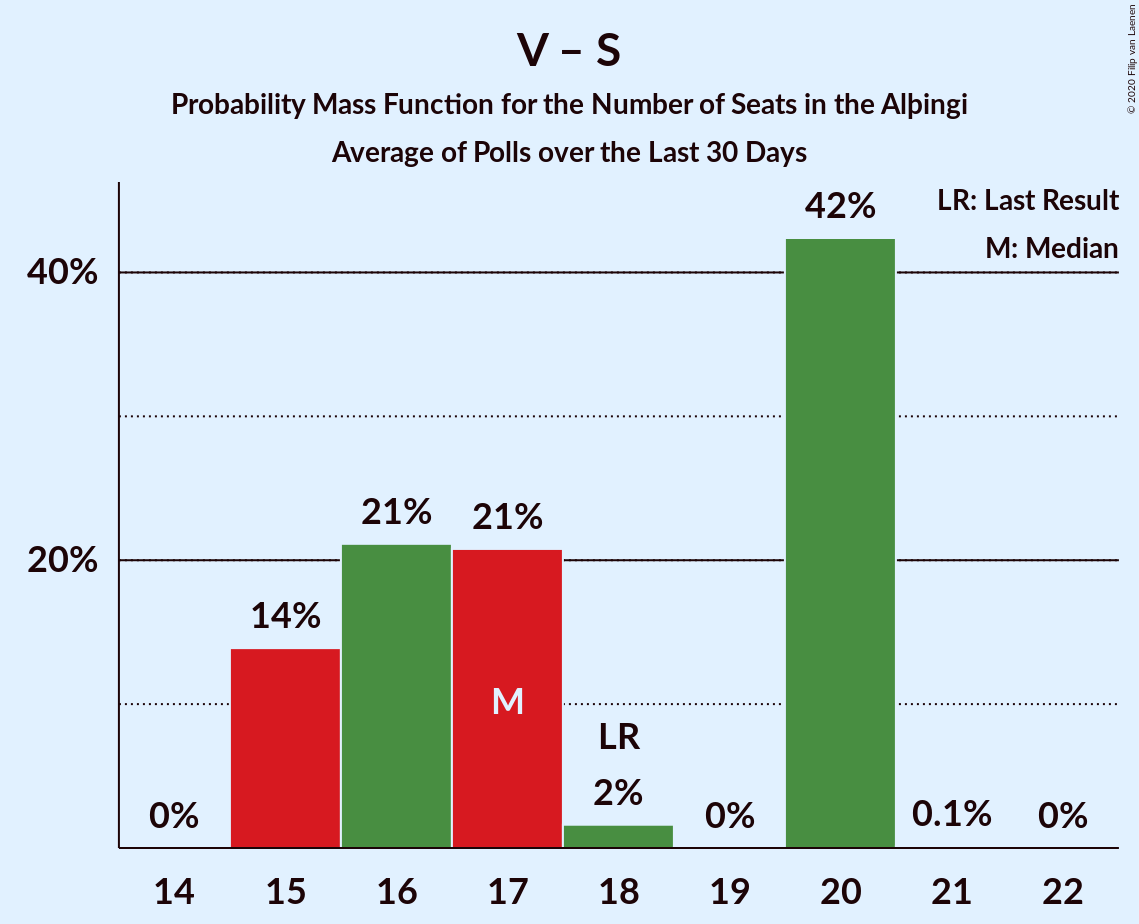 V – S
Probability Mass Function for the Number of Seats in the Alþingi
Average of Polls over the Last 30 Days
© 2020 Filip van Laenen
LR: Last Result
M: Median
40%
20%
0%
14%
21%
21%
M
LR
2%
0%
42%
0.1%
0%
14 15 16 17 18 19 20 21 22